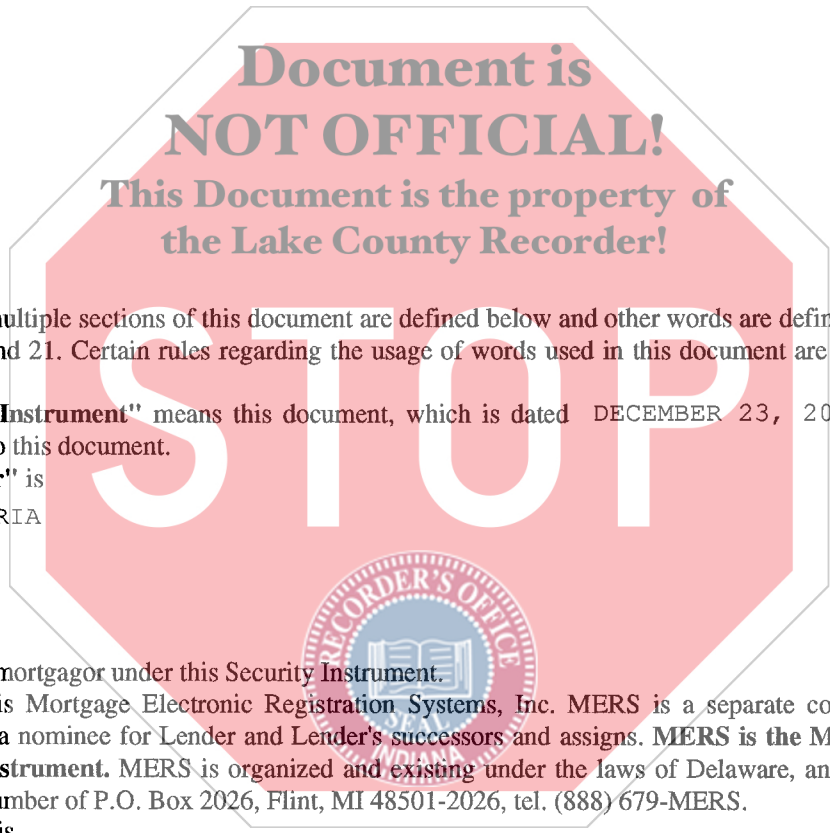 Document is
NOT OFFICIAL!
This Document is the property of
the Lake County Recorder!
ultiple sections of this document are defined below and other words are defin
nd 21. Certain rules regarding the usage of words used in this document are
STOP
Instrument" means this document, which is dated DECEMBER 23, 20
this document.
r" is
RIA
RECORDER'S OFFICE
mortgagor under this Security Instrument.
is Mortgage Electronic Registration Systems, Inc. MERS is a separate co
a nominee for Lender and Lender's successors and assigns. MERS is the M
SEAL
strument. MERS is organized and existing under the laws of Delaware, an
INDIANA
umber of P.O. Box 2026, Flint, MI 48501-2026, tel. (888) 679-MERS.
is